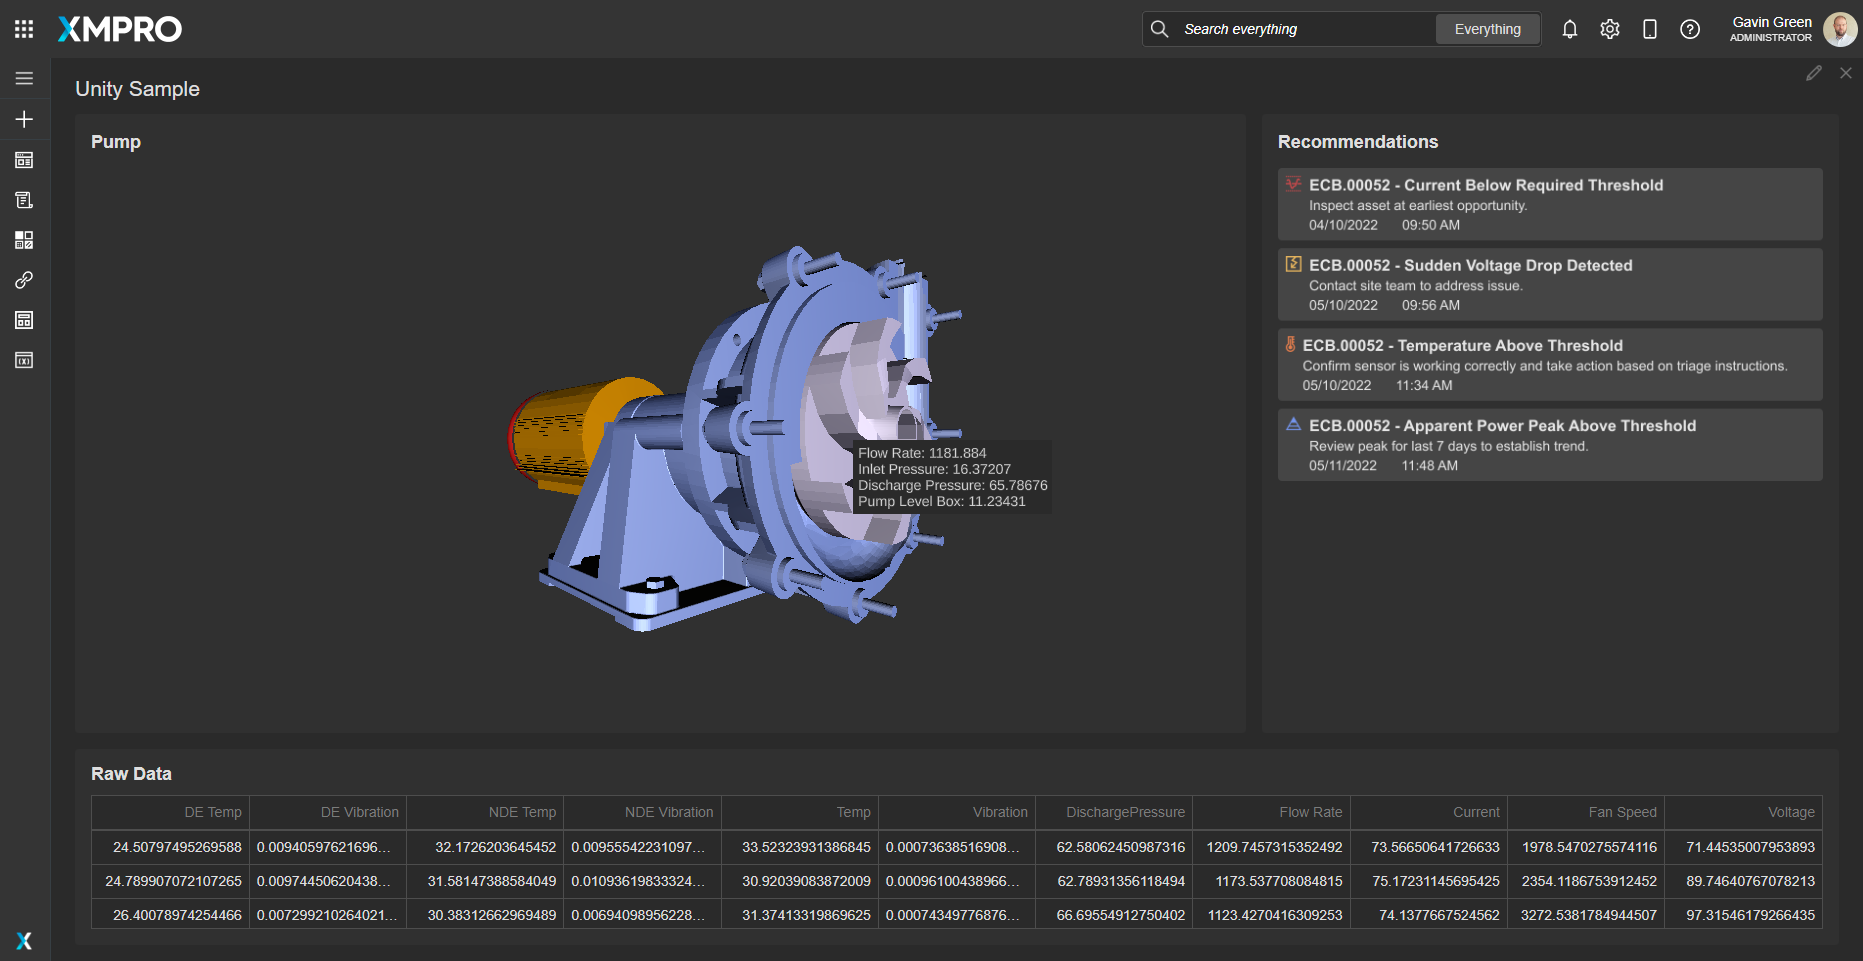 XMPRO
Search everything
Everything
Gavin Green
ADMINISTRATOR
Unity Sample
Pump
Flow Rate: 1181.884
Inlet Pressure: 16.37207
Discharge Pressure: 65.78676
Pump Level Box: 11.23431
Recommendations
ECB.00052 - Current Below Required Threshold
Inspect asset at earliest opportunity.
04/10/2022 09:50 AM
ECB.00052 - Sudden Voltage Drop Detected
Contact site team to address issue.
05/10/2022 09:56 AM
ECB.00052 - Temperature Above Threshold
Confirm sensor is working correctly and take action based on triage instructions.
05/10/2022 11:34 AM
ECB.00052 - Apparent Power Peak Above Threshold
Review peak for last 7 days to establish trend.
05/11/2022 11:48 AM
Raw Data
DE Temp DE Vibration NDE Temp NDE Vibration Temp Vibration DischargePressure Flow Rate Current Fan Speed Voltage
24.50797495269588 0.00940597621696... 32.1726203645452 0.00955542231097... 33.52323931386845 0.00073638516908... 62.58062450987316 1209.7457315352492 73.56650641726633 1978.5470275574116 71.44535007953893
24.789907072107265 0.00974450620438... 31.58147388584049 0.01093619833324... 30.92039083872009 0.00096100438966... 62.78931356118494 1173.537708084815 75.17231145695425 2354.1186753912452 89.74640767078213
26.40078974254466 0.007299210264021... 30.38312662969489 0.00694098956228... 31.37413319869625 0.00074349776876... 66.69554912750402 1123.4270416309253 74.1377667524562 3272.5381784944507 97.31546179266435